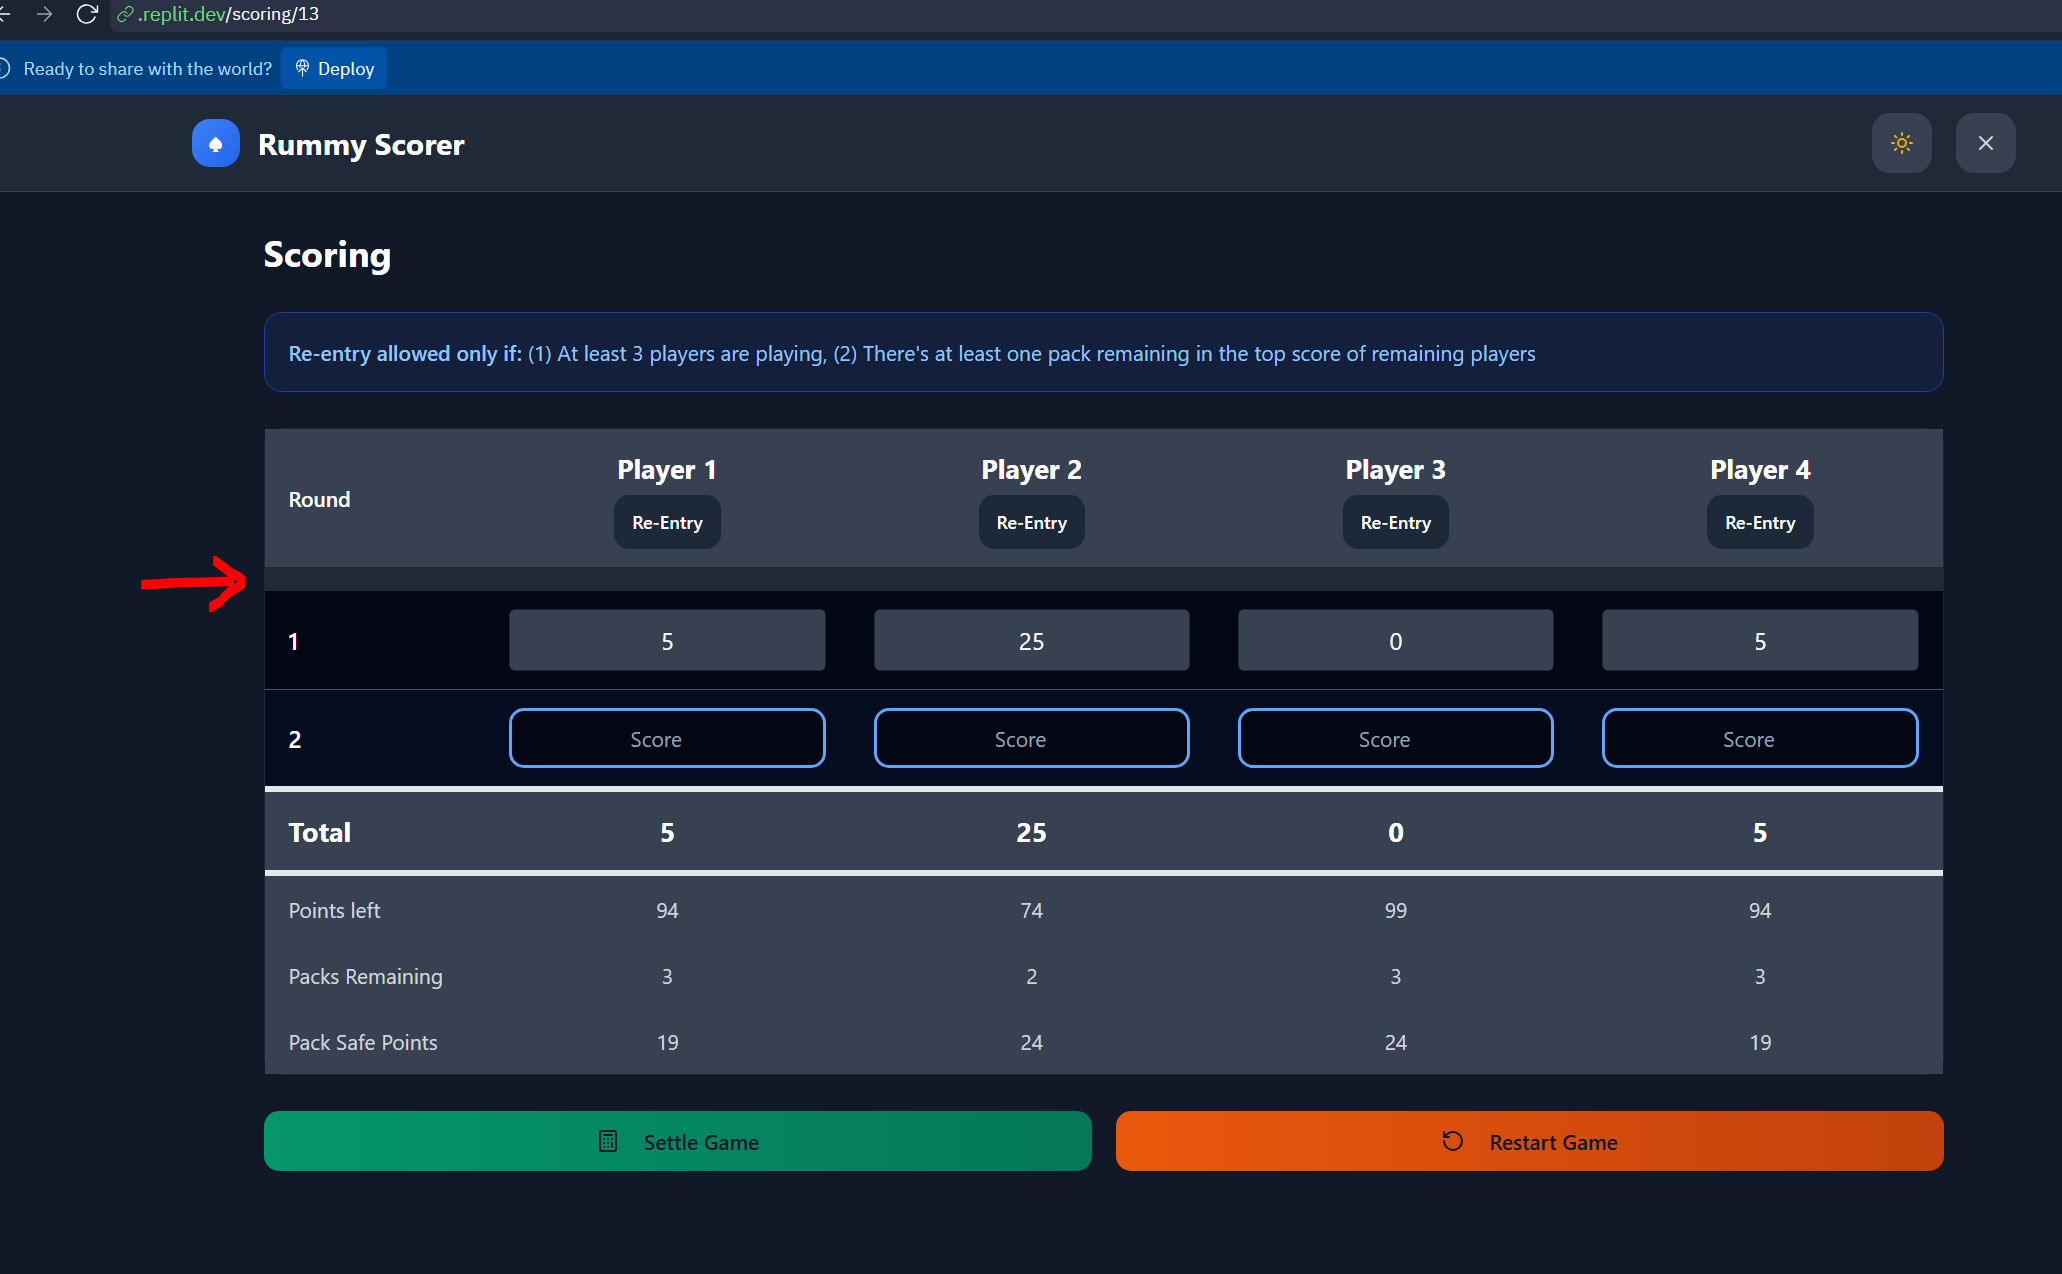 .replit.dev/scoring/13
Ready to share with the world? Deploy
Rummy Scorer
Scoring
Re-entry allowed only if: (1) At least 3 players are playing, (2) There's at least one pack remaining in the top score of remaining players
Round Player 1 Player 2 Player 3 Player 4
Re-Entry Re-Entry Re-Entry Re-Entry
1 5 25 0 5
2 Score Score Score Score
Total 5 25 0 5
Points left 94 74 99 94
Packs Remaining 3 2 3 3
Pack Safe Points 19 24 24 19
Settle Game Restart Game